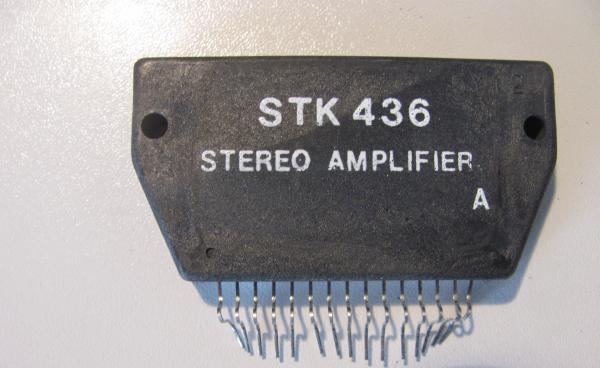 STK 436
STEREO AMPLIFIER
A